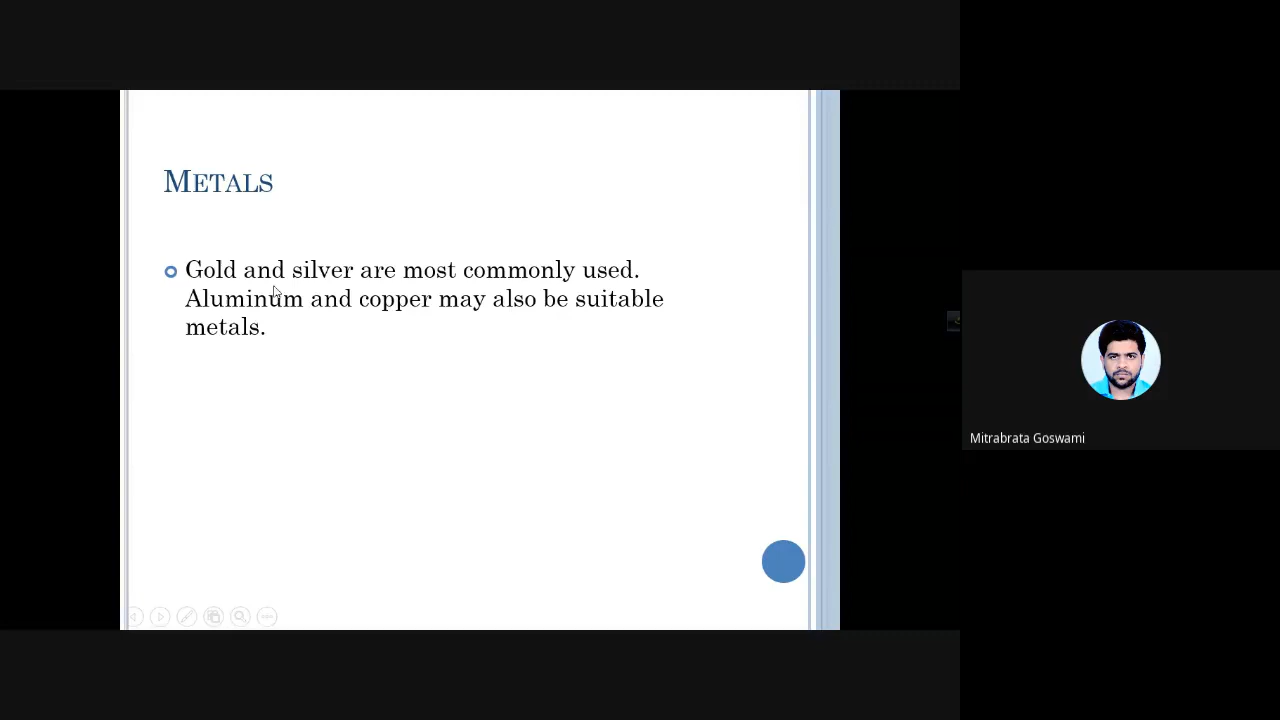 Metals
Gold and silver are most commonly used.
Aluminum and copper may also be suitable
metals.
Mitrabrata Goswami